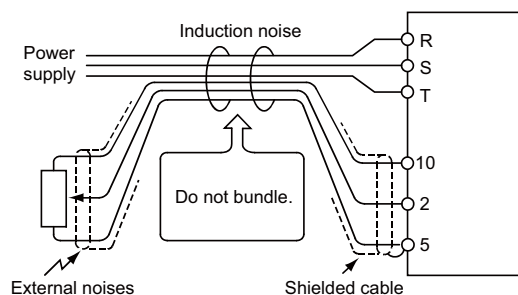 Induction noise
Power
supply
R
S
T
10
2
5
Do not bundle.
External noises
Shielded cable